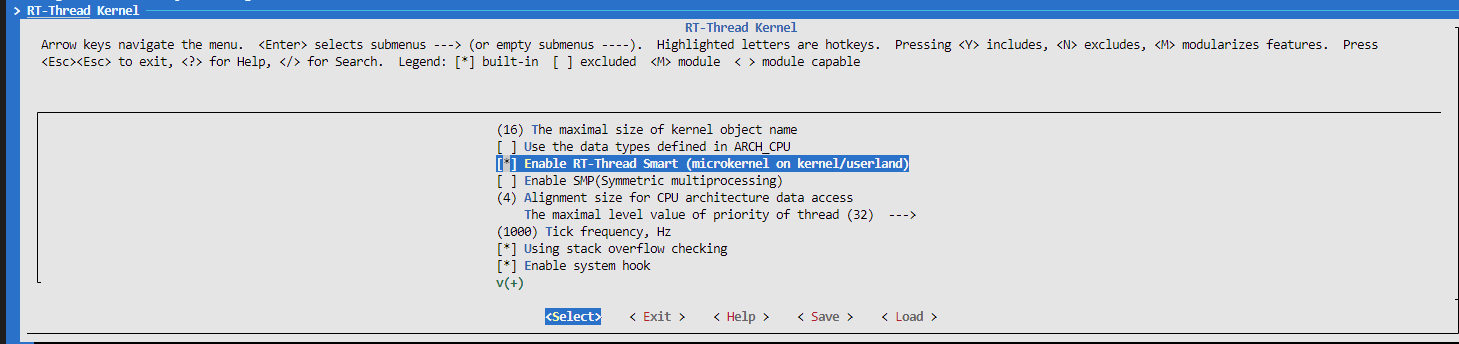 > RT-Thread Kernel
RT-Thread Kernel
Arrow keys navigate the menu.  <Enter> selects submenus ---> (or empty submenus ----).  Highlighted letters are hotkeys.  Pressing <Y> includes, <N> excludes, <M> modularizes features.  Press
<Esc><Esc> to exit, <?> for Help, </> for Search.  Legend: [*] built-in  [ ] excluded  <M> module  < > module capable
(16) The maximal size of kernel object name
[ ] Use the data types defined in ARCH_CPU
[*] Enable RT-Thread Smart (microkernel on kernel/userland)
[ ] Enable SMP(Symmetric multiprocessing)
(4) Alignment size for CPU architecture data access
The maximal level value of priority of thread (32)  --->
(1000) Tick frequency, Hz
[*] Using stack overflow checking
[*] Enable system hook
v(+)
<Select>    < Exit >    < Help >    < Save >    < Load >